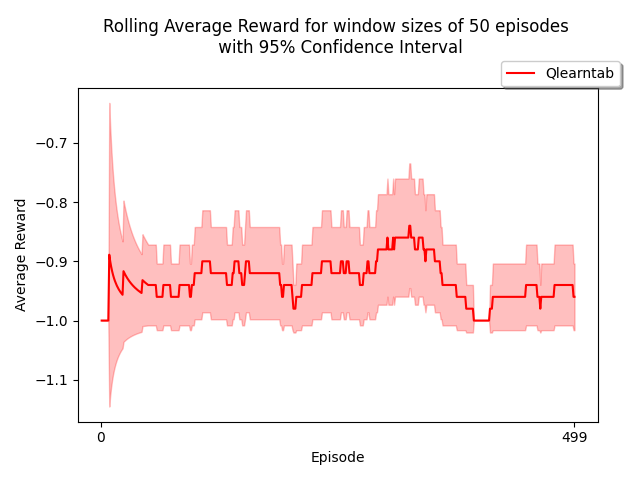 Rolling Average Reward for window sizes of 50 episodes
with 95% Confidence Interval
Qlearntab
Average Reward
−0.7
−0.8
−0.9
−1.0
−1.1
0
499
Episode